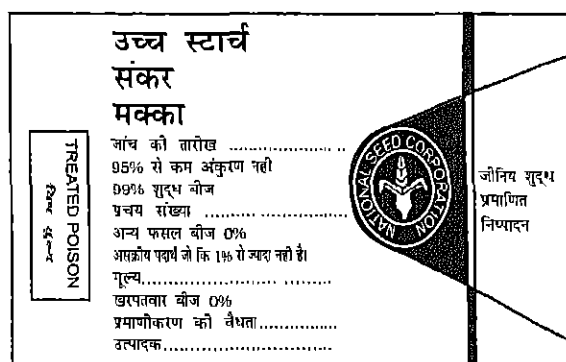 उच्च स्टार्च
संकर
मक्का
जांच की तारीख ......................
95% से कम अंकुरण नहीं
99% शुद्ध बीज
प्रचय संख्या ......................
अन्य फसल बीज 0%
अक्रीय पदार्थ जो कि 1% से ज्यादा नहीं है।
मूल्य......................
खरपतवार बीज 0%
प्रमाणीकरण की वैधता..............
उत्पादक..............................
TREATED POISON
NATIONAL SEED CORPORATION
जीनिय शुद्ध
प्रमाणित
निष्पादन